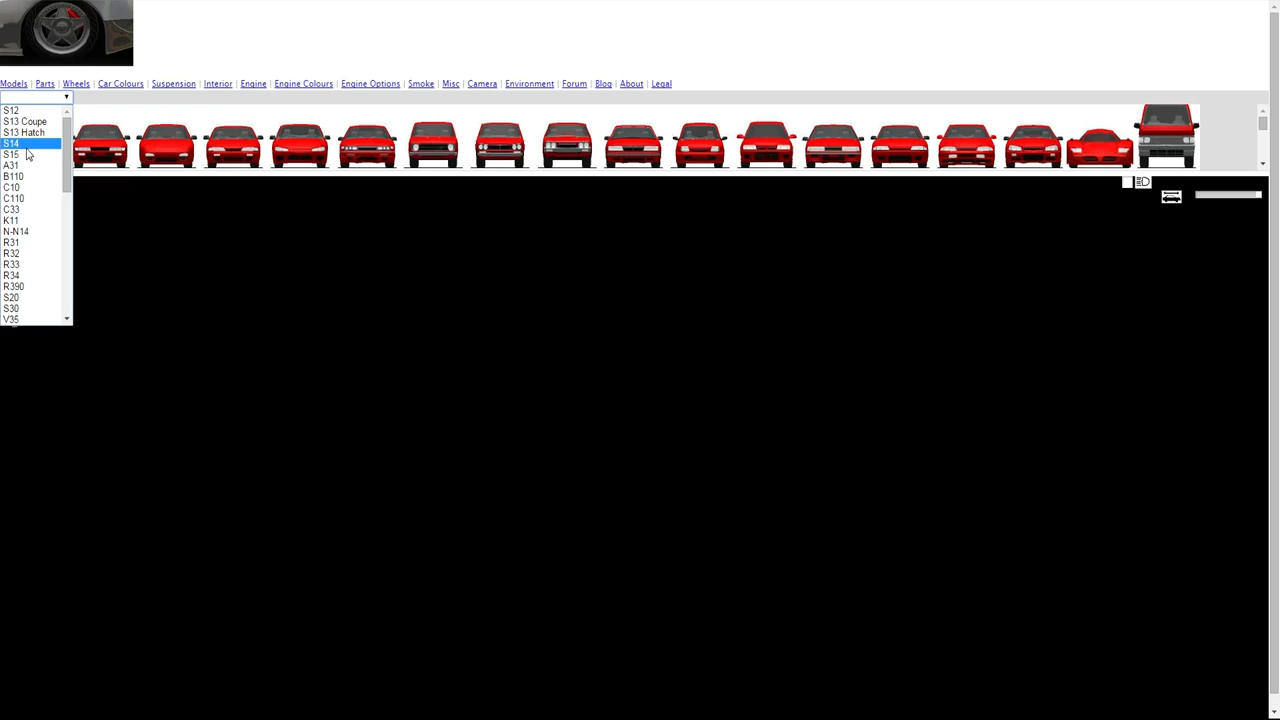 Models | Parts | Wheels | Car Colours | Suspension | Interior | Engine | Engine Colours | Engine Options | Smoke | Misc | Camera | Environment | Forum | Blog | About | Legal
S12
S13 Coupe
S13 Hatch
S14
S15
A31
B110
C10
C110
C33
K11
N-N14
R31
R32
R33
R34
R390
S20
S30
V35